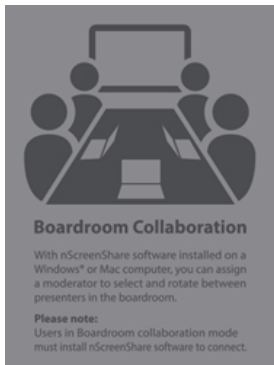 Boardroom Collaboration
With nScreenShare software installed on a
Windows® or Mac computer, you can assign
a moderator to select and rotate between
presenters in the boardroom.
Please note:
Users in Boardroom collaboration mode
must install nScreenShare software to connect.